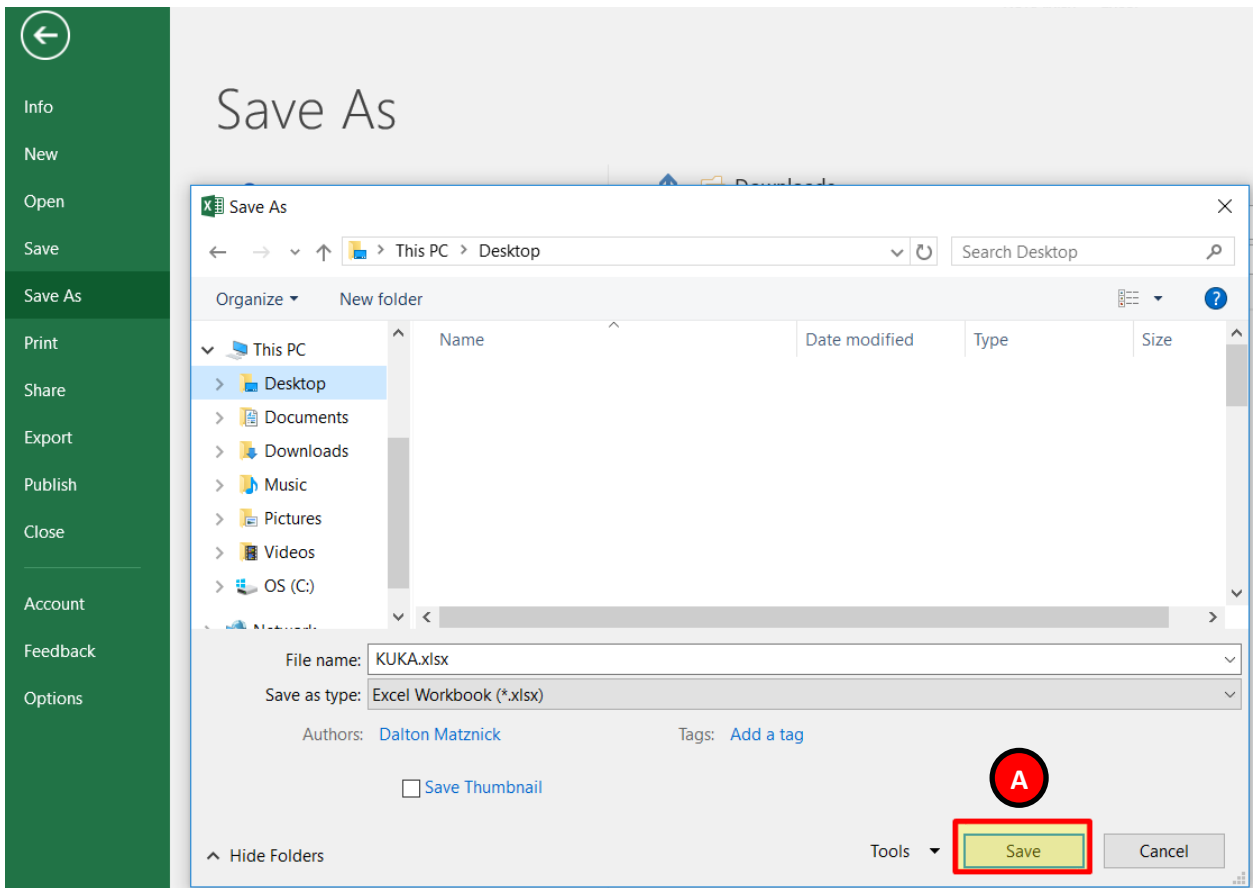 Info
New
Open
Save
Save As
Print
Share
Export
Publish
Close
Account
Feedback
Options
Save As
Downloads
Save As
This PC > Desktop
Search Desktop
Organize
New folder
Name Date modified Type Size
This PC
Desktop
Documents
Downloads
Music
Pictures
Videos
OS (C:)
Network
File name: KUKA.xlsx
Save as type: Excel Workbook (*.xlsx)
Authors: Dalton Matznick Tags: Add a tag
Save Thumbnail
A
Hide Folders
Tools Save Cancel